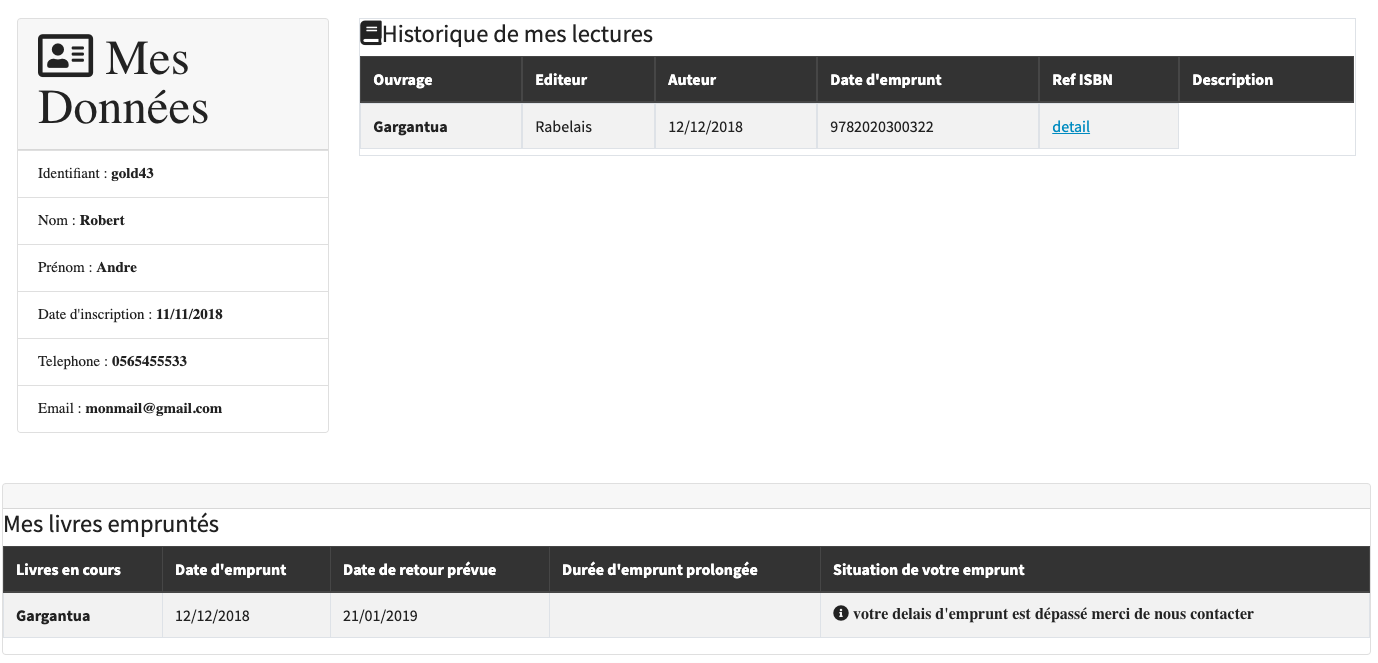 Mes
Données
Identifiant : gold43
Nom : Robert
Prénom : Andre
Date d'inscription : 11/11/2018
Telephone : 0565455533
Email : monmail@gmail.com
Historique de mes lectures
Ouvrage Editeur Auteur Date d'emprunt Ref ISBN Description
Gargantua Rabelais 12/12/2018 9782020300322 detail
Mes livres empruntés
Livres en cours Date d'emprunt Date de retour prévue Durée d'emprunt prolongée Situation de votre emprunt
Gargantua 12/12/2018 21/01/2019 votre delais d'emprunt est dépassé merci de nous contacter